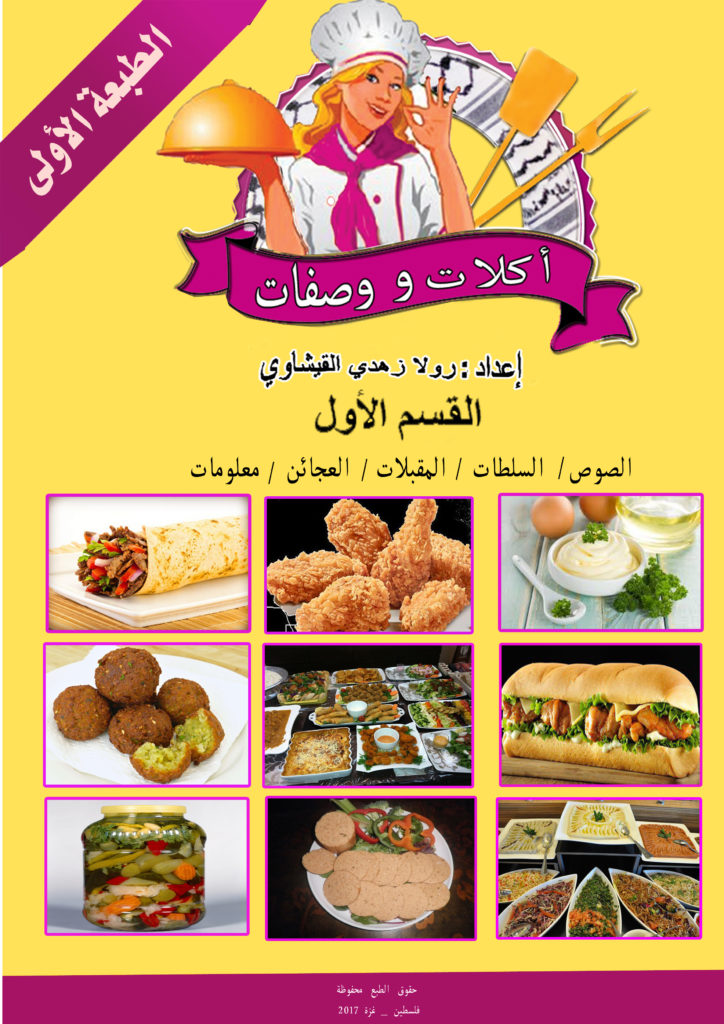 الطبعة الأولى
أكلات و وصفات
إعداد : رولا زهدي القيشاوي
القسم الأول
الصوص / السلطات / المقبلات / العجائن / معلومات
حقوق الطبع محفوظة
فلسطين _ غزة 2017